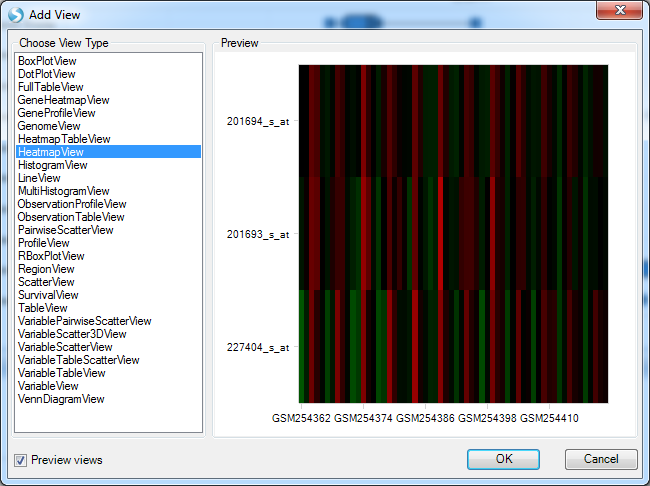 Add View
Choose View Type
BoxPlotView
DotPlotView
FullTableView
GeneHeatmapView
GeneProfileView
GenomeView
HeatmapTableView
HeatmapView
HistogramView
LineView
MultiHistogramView
ObservationProfileView
ObservationTableView
PairwiseScatterView
ProfileView
RBoxPlotView
RegionView
ScatterView
SurvivalView
TableView
VariablePairwiseScatterView
VariableScatter3DView
VariableScatterView
VariableTableScatterView
VariableTableView
VariableView
VennDiagramView
Preview
201694_s_at
201693_s_at
227404_s_at
GSM254362 GSM254374 GSM254386 GSM254398 GSM254410
Preview views
OK
Cancel